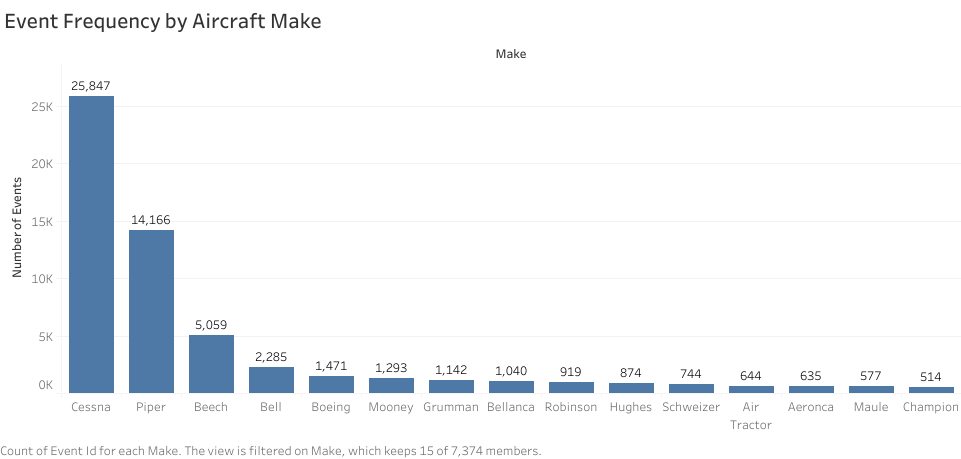 Event Frequency by Aircraft Make
Make
Number of Events
25K
20K
15K
10K
5K
0K
25,847
14,166
5,059
2,285
1,471
1,293
1,142
1,040
919
874
744
644
635
577
514
Cessna
Piper
Beech
Bell
Boeing
Mooney
Grumman
Bellanca
Robinson
Hughes
Schweizer
Air
Tractor
Aeronca
Maule
Champion
Count of Event Id for each Make. The view is filtered on Make, which keeps 15 of 7,374 members.